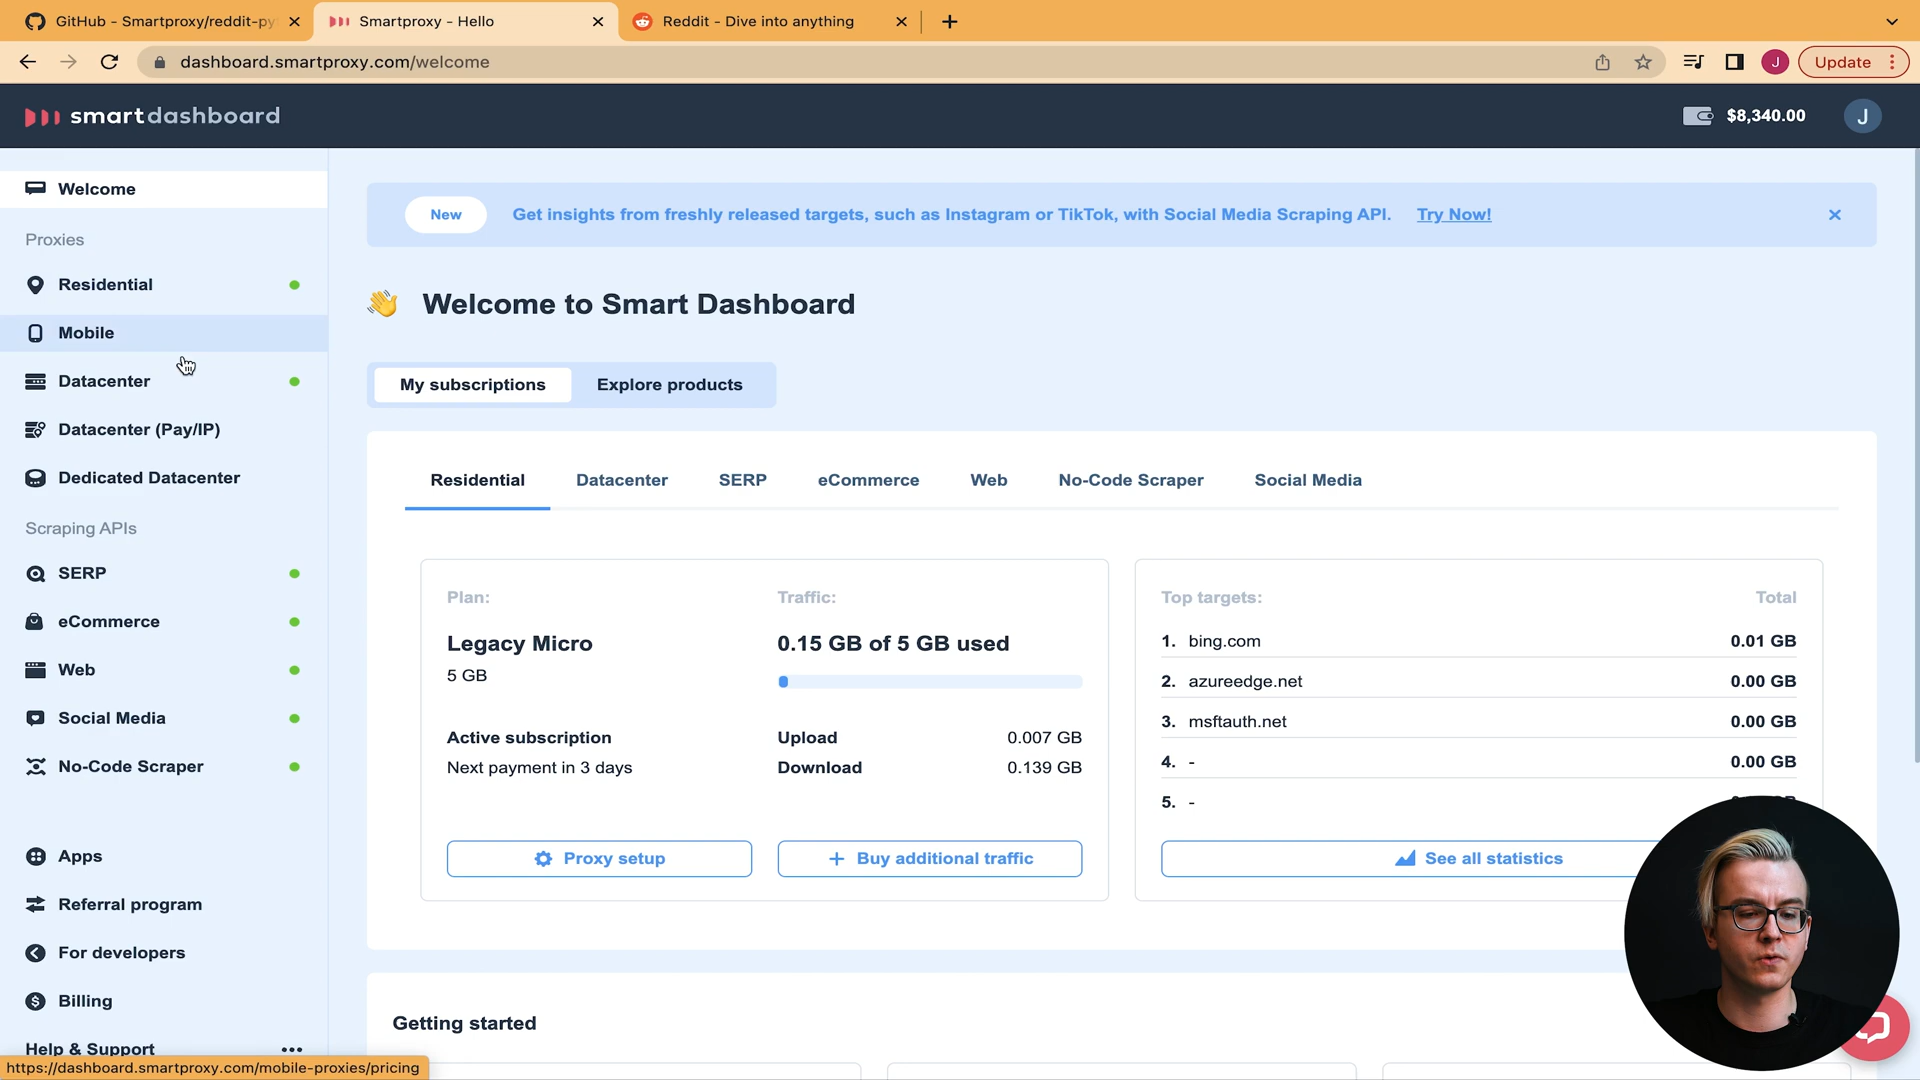 GitHub - Smartproxy/reddit-py
Smartproxy - Hello
Reddit - Dive into anything
dashboard.smartproxy.com/welcome
J
Update
smartdashboard
$8,340.00
J
Welcome
Proxies
Residential
Mobile
Datacenter
Datacenter (Pay/IP)
Dedicated Datacenter
Scraping APIs
SERP
eCommerce
Web
Social Media
No-Code Scraper
Apps
Referral program
For developers
Billing
Help & Support
https://dashboard.smartproxy.com/mobile-proxies/pricing
New
Get insights from freshly released targets, such as Instagram or TikTok, with Social Media Scraping API. Try Now!
Welcome to Smart Dashboard
My subscriptions
Explore products
Residential
Datacenter
SERP
eCommerce
Web
No-Code Scraper
Social Media
Plan:
Legacy Micro
5 GB
Active subscription
Next payment in 3 days
Proxy setup
Traffic:
0.15 GB of 5 GB used
Upload 0.007 GB
Download 0.139 GB
+ Buy additional traffic
Top targets: Total
1. bing.com 0.01 GB
2. azureedge.net 0.00 GB
3. msftauth.net 0.00 GB
4. - 0.00 GB
5. -
See all statistics
Getting started